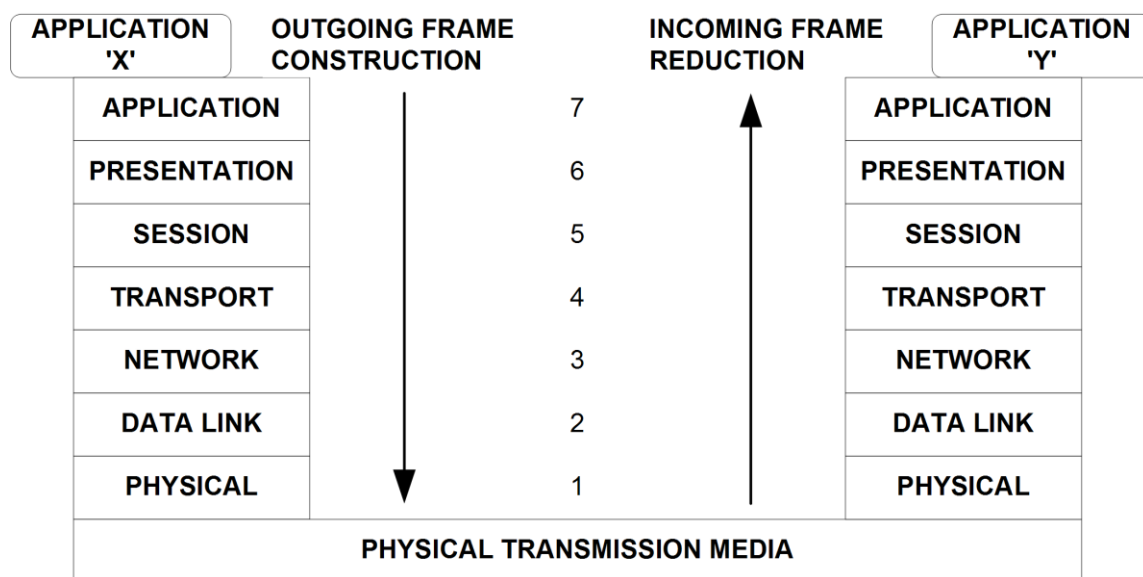 APPLICATION 'X'
OUTGOING FRAME CONSTRUCTION
INCOMING FRAME REDUCTION
APPLICATION 'Y'
APPLICATION 7 APPLICATION
PRESENTATION 6 PRESENTATION
SESSION 5 SESSION
TRANSPORT 4 TRANSPORT
NETWORK 3 NETWORK
DATA LINK 2 DATA LINK
PHYSICAL 1 PHYSICAL
PHYSICAL TRANSMISSION MEDIA